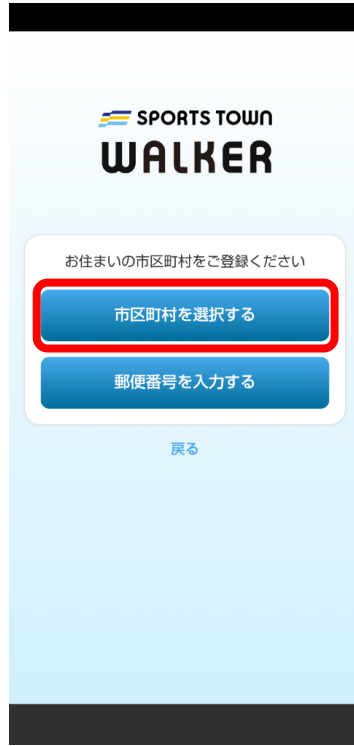 SPORTS TOWN
WALKER
お住まいの市区町村をご登録ください
市区町村を選択する
郵便番号を入力する
戻る